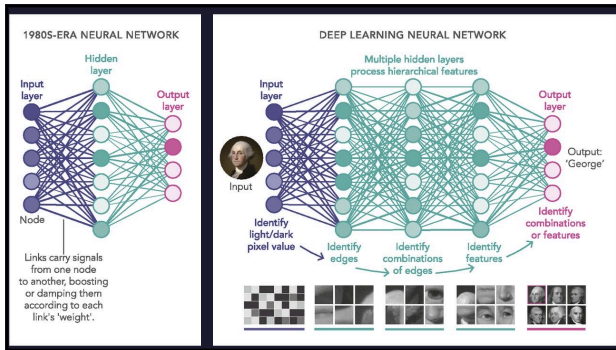 1980S-ERA NEURAL NETWORK
Hidden
layer
Input
layer
Output
layer
Node
Links carry signals
from one node
to another, boosting
or damping them
according to each
link's 'weight'.
DEEP LEARNING NEURAL NETWORK
Multiple hidden layers
process hierarchical features
Input
layer
Output
layer
Input
Output:
'George'
Identify
light/dark
pixel value
Identify
edges
Identify
combinations
of edges
Identify
features
Identify
combinations
or features